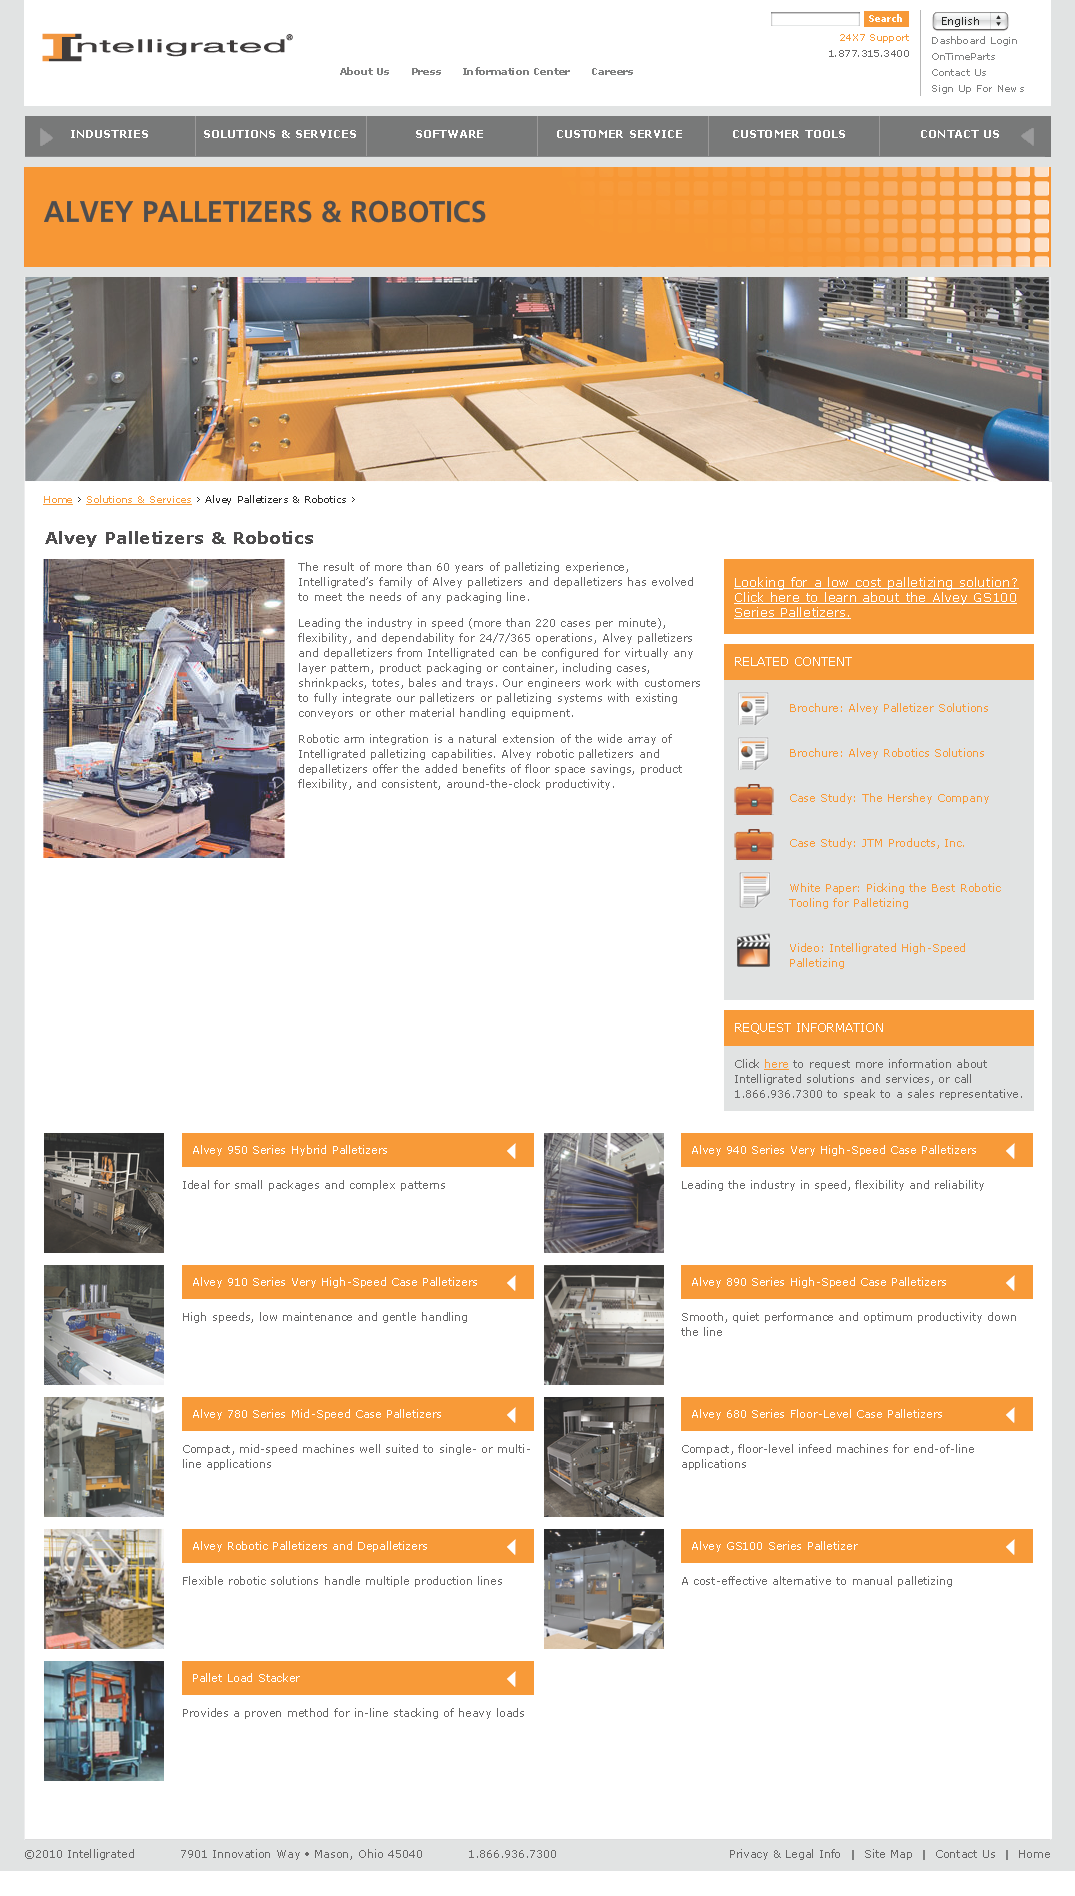 Intelligrated®
About Us Press Information Center Careers
Search
24X7 Support
1.877.315.3400
English
Dashboard Login
OnTimeParts
Contact Us
Sign Up For News
INDUSTRIES SOLUTIONS & SERVICES SOFTWARE CUSTOMER SERVICE CUSTOMER TOOLS CONTACT US
ALVEY PALLETIZERS & ROBOTICS
Home > Solutions & Services > Alvey Palletizers & Robotics >
Alvey Palletizers & Robotics
The result of more than 60 years of palletizing experience,
Intelligrated's family of Alvey palletizers and depalletizers has evolved
to meet the needs of any packaging line.
Leading the industry in speed (more than 220 cases per minute),
flexibility, and dependability for 24/7/365 operations, Alvey palletizers
and depalletizers from Intelligrated can be configured for virtually any
layer pattern, product packaging or container, including cases,
shrinkpacks, totes, bales and trays. Our engineers work with customers
to fully integrate our palletizers or palletizing systems with existing
conveyors or other material handling equipment.
Robotic arm integration is a natural extension of the wide array of
Intelligrated palletizing capabilities. Alvey robotic palletizers and
depalletizers offer the added benefits of floor space savings, product
flexibility, and consistent, around-the-clock productivity.
Looking for a low cost palletizing solution?
Click here to learn about the Alvey GS100
Series Palletizers.
RELATED CONTENT
Brochure: Alvey Palletizer Solutions
Brochure: Alvey Robotics Solutions
Case Study: The Hershey Company
Case Study: JTM Products, Inc.
White Paper: Picking the Best Robotic
Tooling for Palletizing
Video: Intelligrated High-Speed
Palletizing
REQUEST INFORMATION
Click here to request more information about
Intelligrated solutions and services, or call
1.866.936.7300 to speak to a sales representative.
Alvey 950 Series Hybrid Palletizers
Ideal for small packages and complex patterns
Alvey 940 Series Very High-Speed Case Palletizers
Leading the industry in speed, flexibility and reliability
Alvey 910 Series Very High-Speed Case Palletizers
High speeds, low maintenance and gentle handling
Alvey 890 Series High-Speed Case Palletizers
Smooth, quiet performance and optimum productivity down
the line
Alvey 780 Series Mid-Speed Case Palletizers
Compact, mid-speed machines well suited to single- or multi-
line applications
Alvey 680 Series Floor-Level Case Palletizers
Compact, floor-level infeed machines for end-of-line
applications
Alvey Robotic Palletizers and Depalletizers
Flexible robotic solutions handle multiple production lines
Alvey GS100 Series Palletizer
A cost-effective alternative to manual palletizing
Pallet Load Stacker
Provides a proven method for in-line stacking of heavy loads
©2010 Intelligrated 7901 Innovation Way • Mason, Ohio 45040 1.866.936.7300 Privacy & Legal Info | Site Map | Contact Us | Home